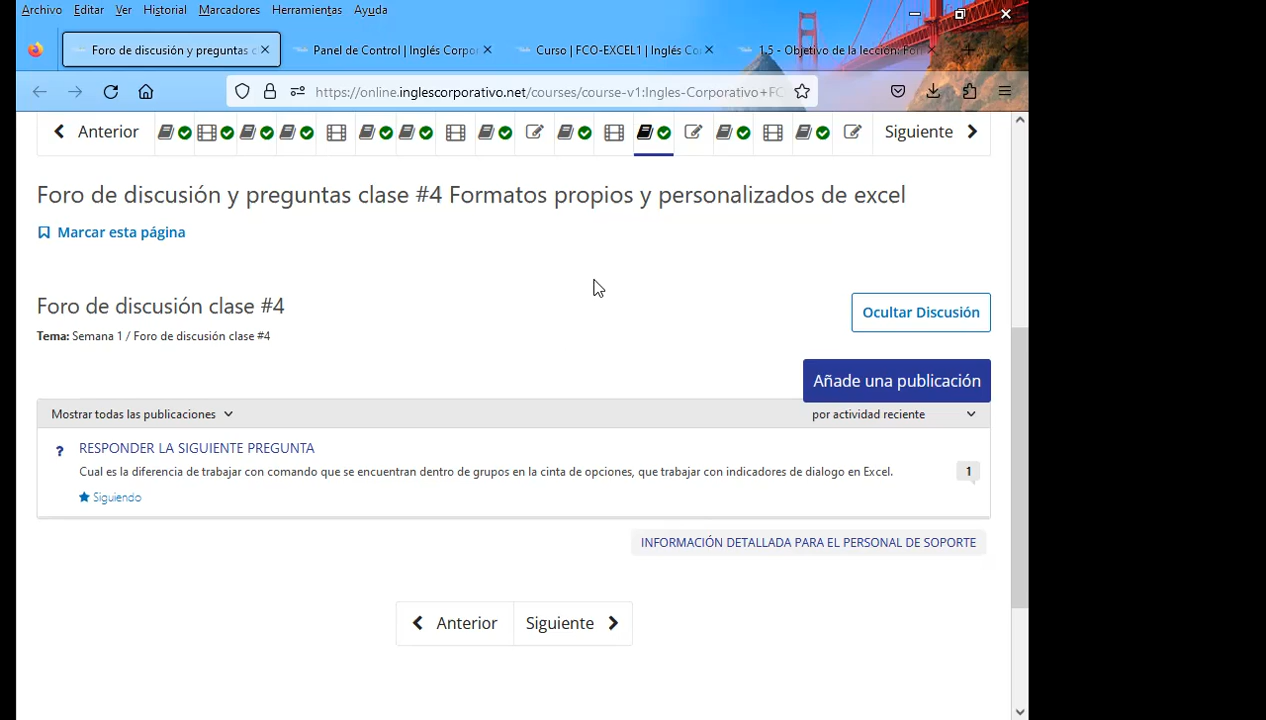 Archivo Editar Ver Historial Marcadores Herramientas Ayuda
Foro de discusión y preguntas c
Panel de Control | Inglés Corpor
Curso | FCO-EXCEL1 | Inglés Co
1.5 - Objetivo de la lección: For
https://online.inglescorporativo.net/courses/course-v1:Ingles-Corporativo+FC
Anterior
Siguiente
Foro de discusión y preguntas clase #4 Formatos propios y personalizados de excel
Marcar esta página
Foro de discusión clase #4
Ocultar Discusión
Tema: Semana 1 / Foro de discusión clase #4
Añade una publicación
Mostrar todas las publicaciones
por actividad reciente
? RESPONDER LA SIGUIENTE PREGUNTA
Cual es la diferencia de trabajar con comando que se encuentran dentro de grupos en la cinta de opciones, que trabajar con indicadores de dialogo en Excel.
1
Siguiendo
INFORMACIÓN DETALLADA PARA EL PERSONAL DE SOPORTE
Anterior
Siguiente